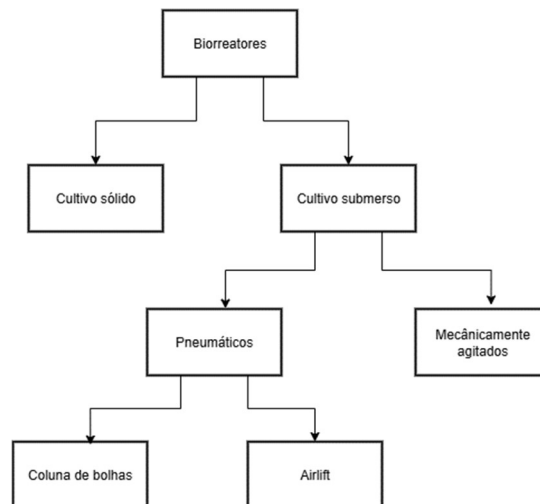 Biorreatores
Cultivo sólido
Cultivo submerso
Pneumáticos
Mecânicamente
agitados
Coluna de bolhas
Airlift